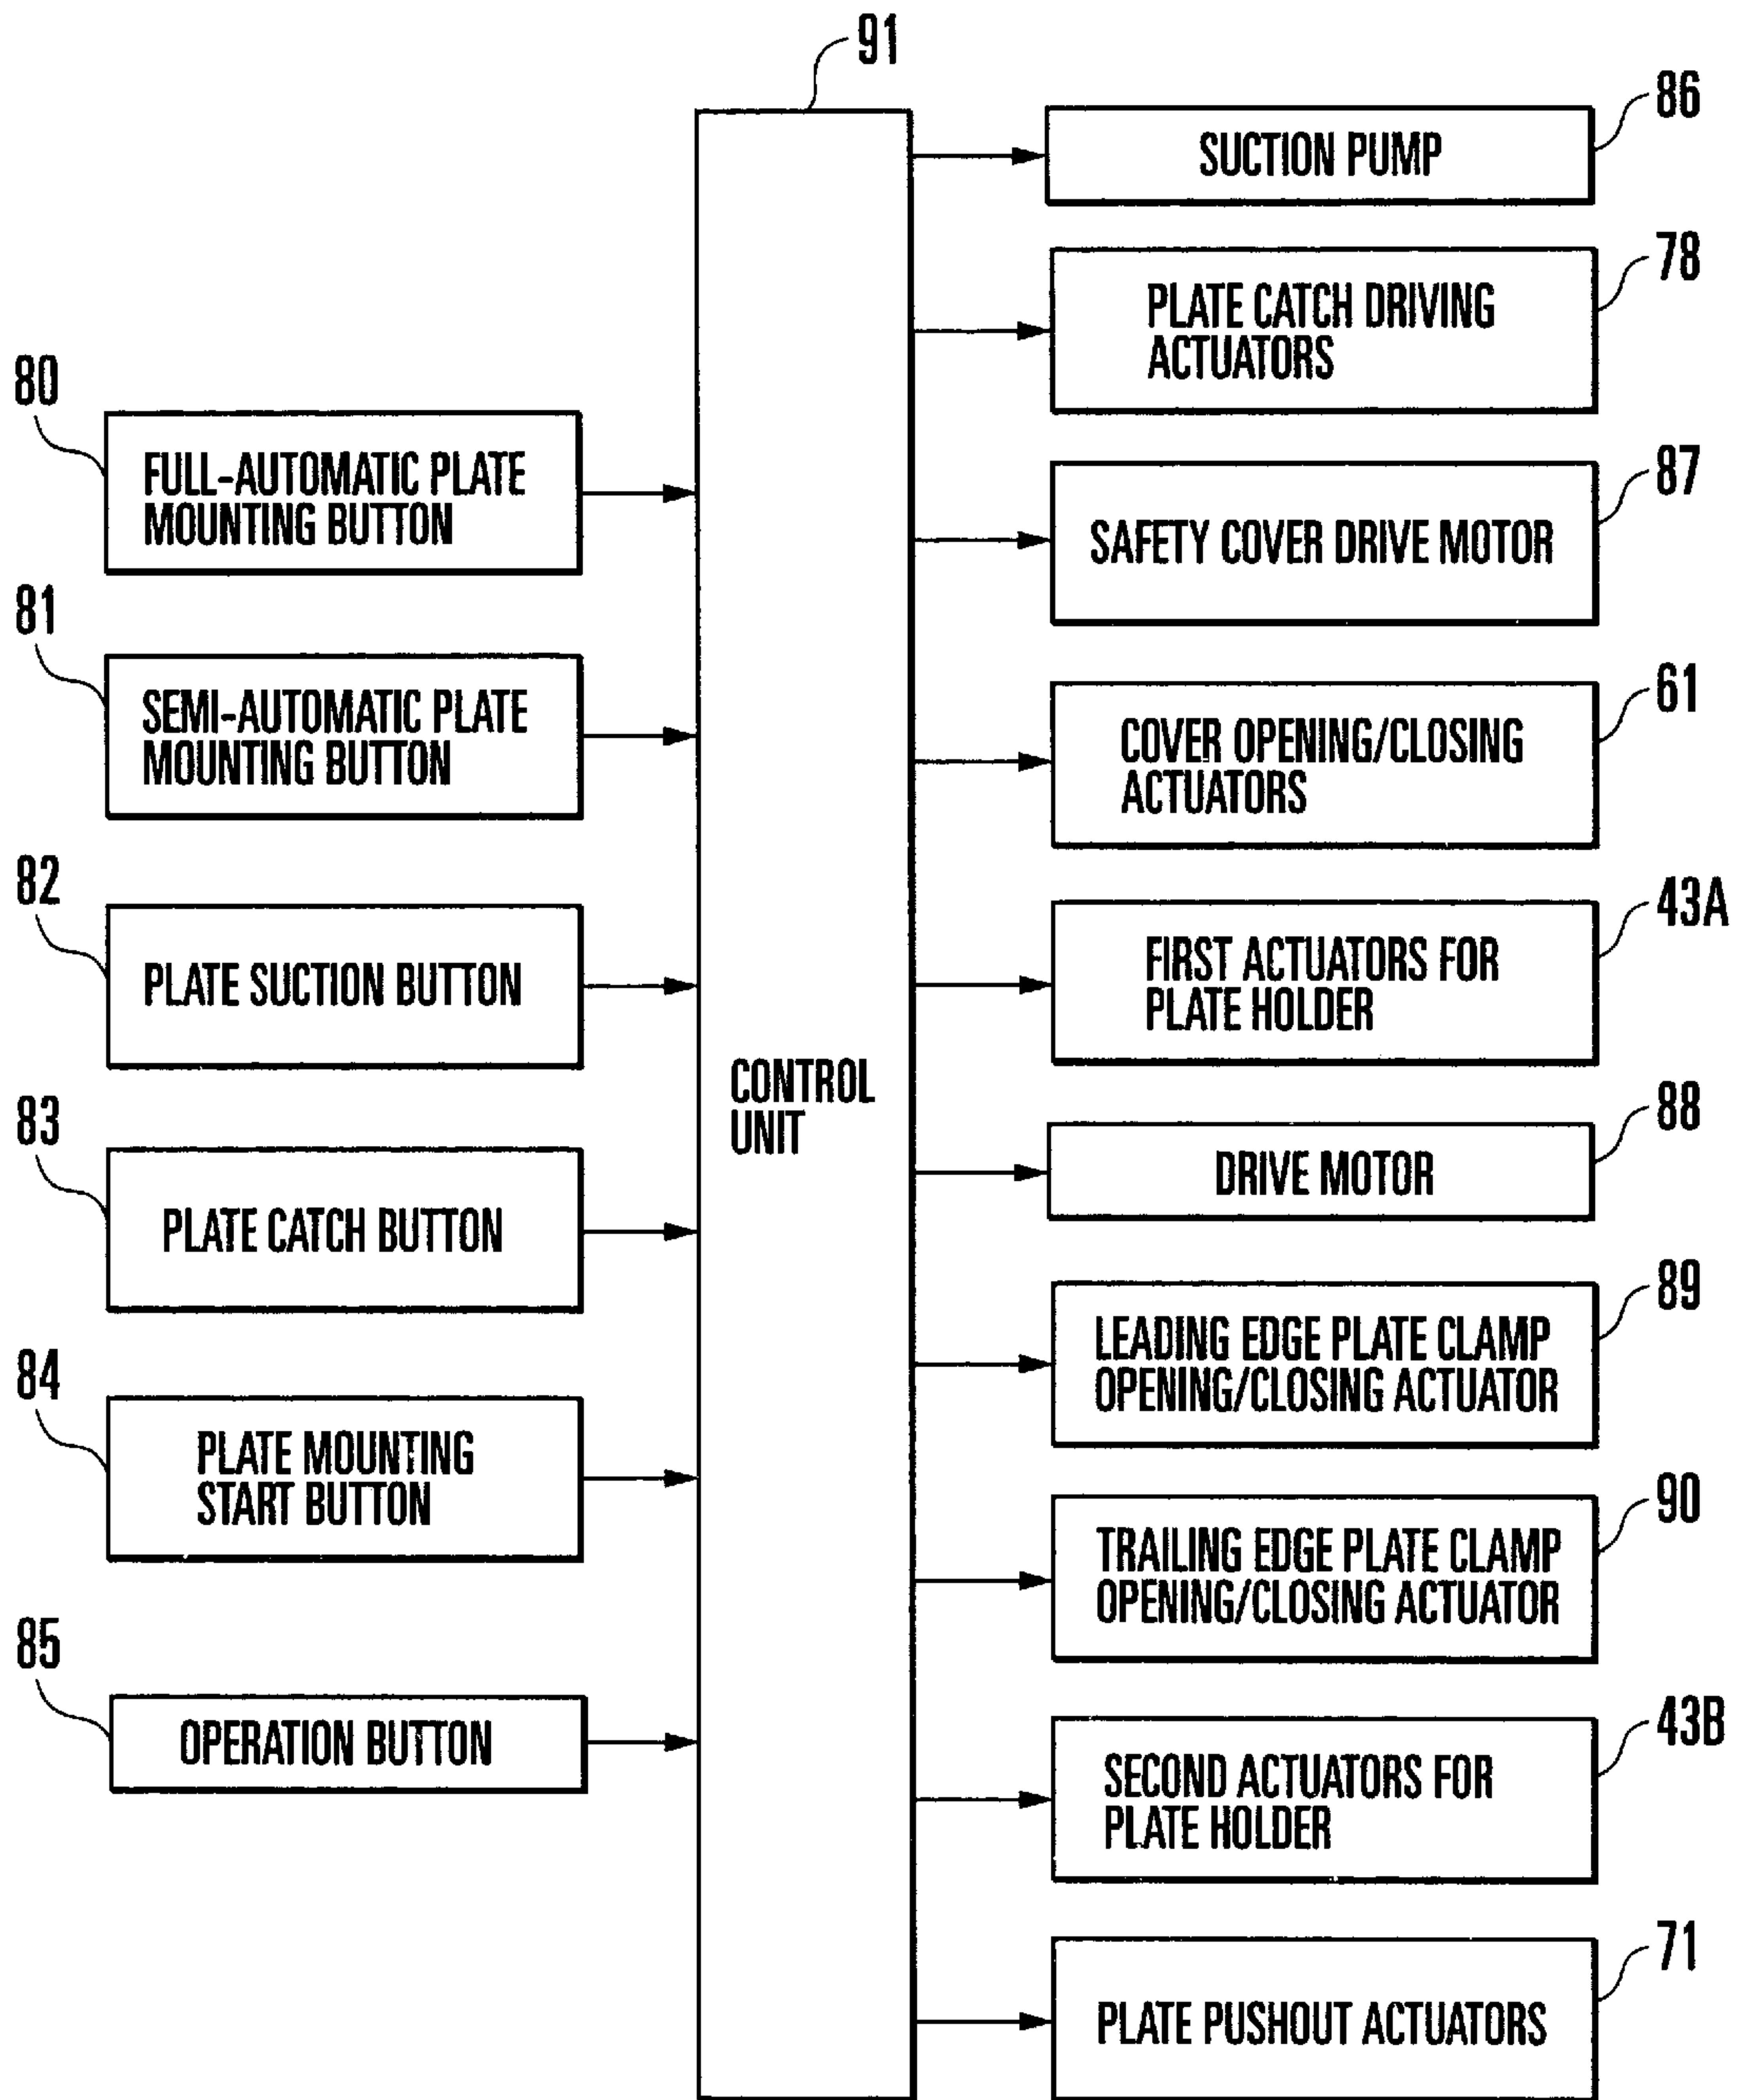 91
80
FULL-AUTOMATIC PLATE
MOUNTING BUTTON
81
SEMI-AUTOMATIC PLATE
MOUNTING BUTTON
82
PLATE SUCTION BUTTON
83
PLATE CATCH BUTTON
84
PLATE MOUNTING
START BUTTON
85
OPERATION BUTTON
CONTROL
UNIT
86
SUCTION PUMP
78
PLATE CATCH DRIVING
ACTUATORS
87
SAFETY COVER DRIVE MOTOR
61
COVER OPENING/CLOSING
ACTUATORS
43A
FIRST ACTUATORS FOR
PLATE HOLDER
88
DRIVE MOTOR
89
LEADING EDGE PLATE CLAMP
OPENING/CLOSING ACTUATOR
90
TRAILING EDGE PLATE CLAMP
OPENING/CLOSING ACTUATOR
43B
SECOND ACTUATORS FOR
PLATE HOLDER
71
PLATE PUSHOUT ACTUATORS